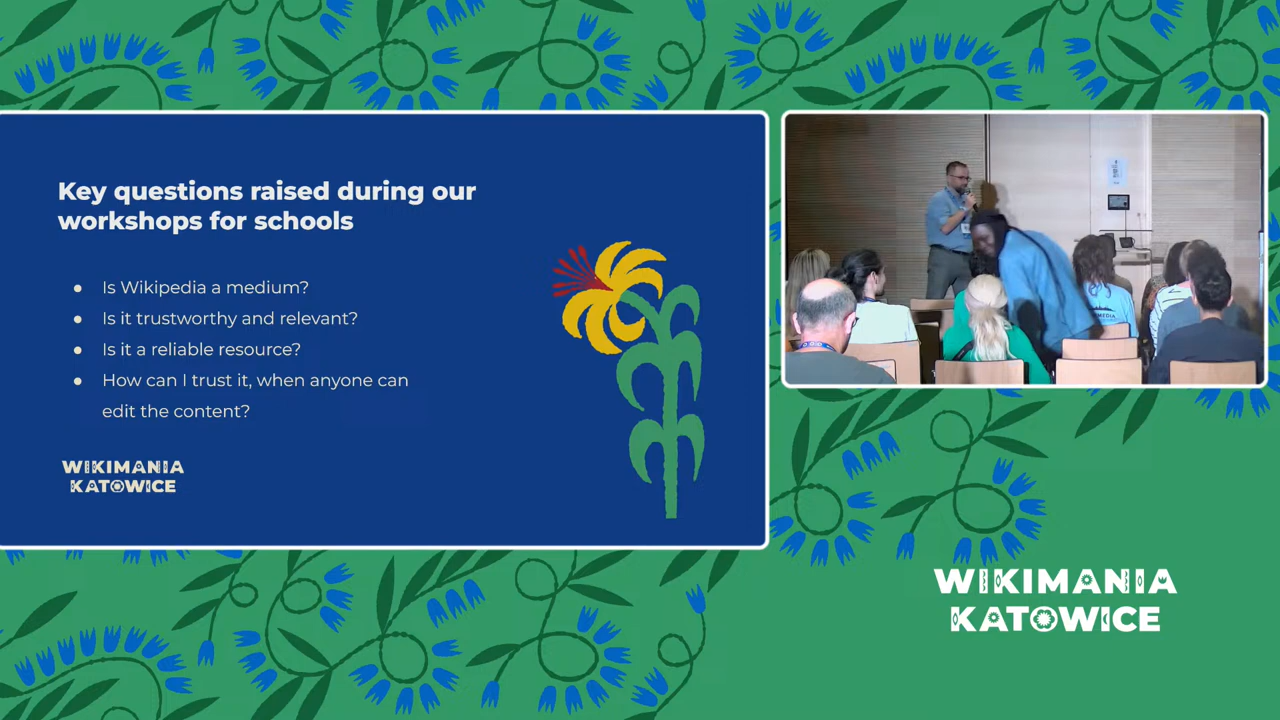 Key questions raised during our
workshops for schools
● Is Wikipedia a medium?
● Is it trustworthy and relevant?
● Is it a reliable resource?
● How can I trust it, when anyone can
edit the content?
WIKIMANIA
KATOWICE
WIKIMANIA
KATOWICE